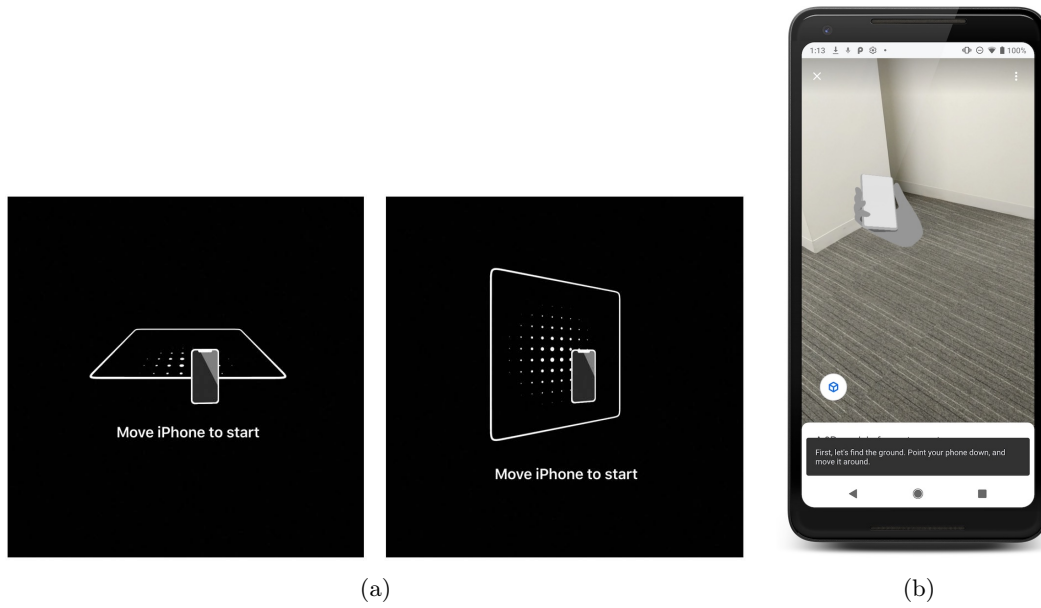 Move iPhone to start
Move iPhone to start
1:13
100%
First, let's find the ground. Point your phone down, and
move it around.
(a)
(b)